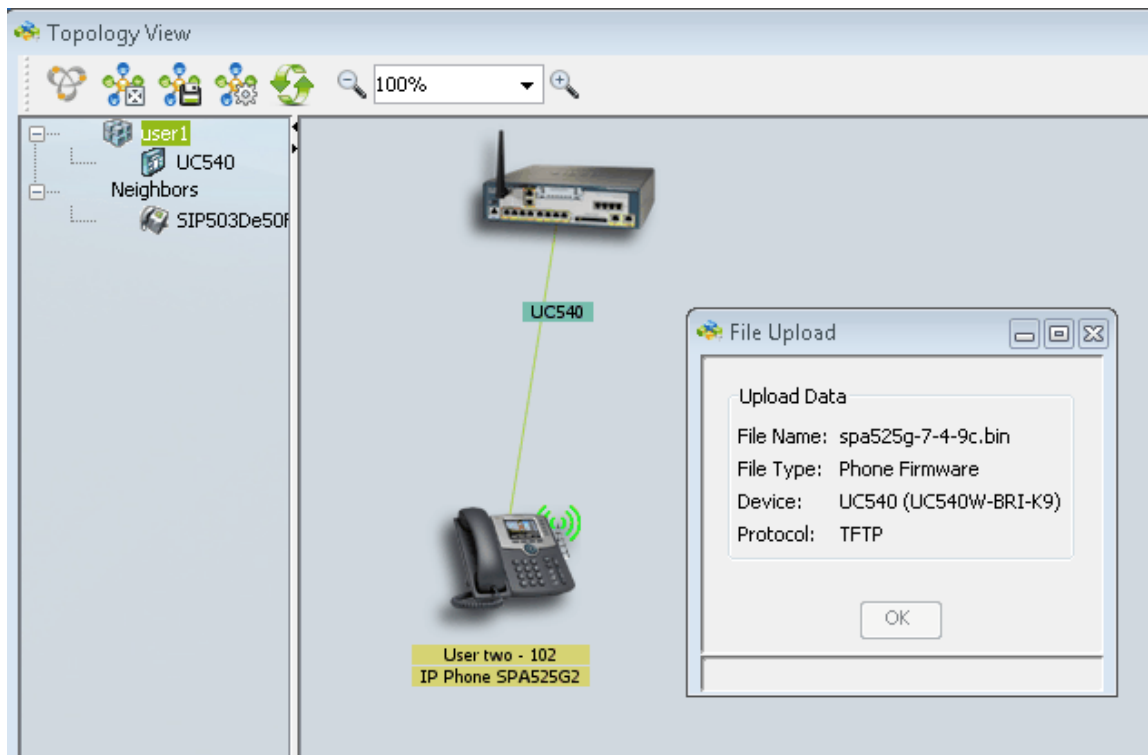 Topology View
100%
user1
UC540
Neighbors
SIP503De50F
UC540
User two - 102
IP Phone SPA525G2
File Upload
Upload Data
File Name: spa525g-7-4-9c.bin
File Type: Phone Firmware
Device: UC540 (UC540W-BRI-K9)
Protocol: TFTP
OK